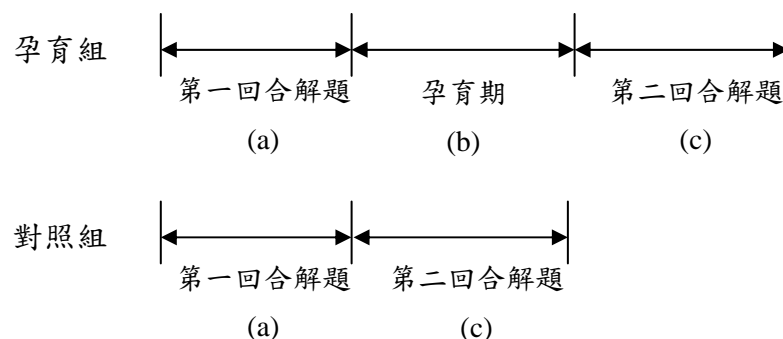 孕育組
第一回合解題 孕育期 第二回合解題
(a) (b) (c)
對照組
第一回合解題 第二回合解題
(a) (c)